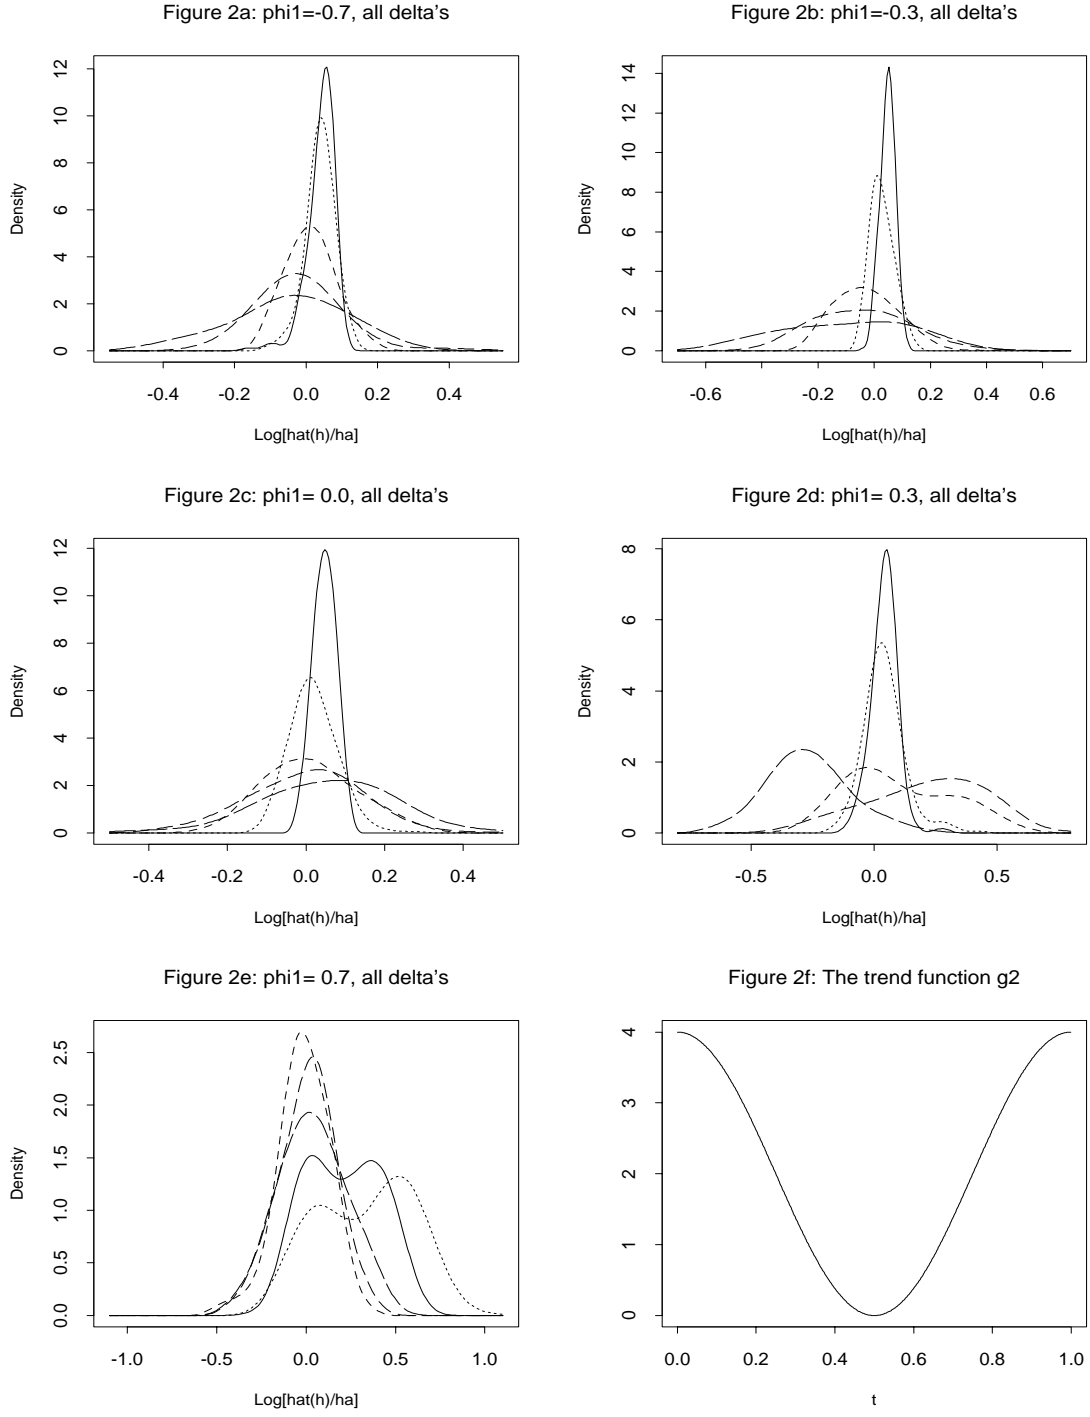 Figure 2a: phi1=-0.7, all delta's
Density
0 2 4 6 8 10 12
-0.4 -0.2 0.0 0.2 0.4
Log[hat(h)/ha]
Figure 2b: phi1=-0.3, all delta's
Density
0 2 4 6 8 10 12 14
-0.6 -0.2 0.0 0.2 0.4 0.6
Log[hat(h)/ha]
Figure 2c: phi1= 0.0, all delta's
Density
0 2 4 6 8 10 12
-0.4 -0.2 0.0 0.2 0.4
Log[hat(h)/ha]
Figure 2d: phi1= 0.3, all delta's
Density
0 2 4 6 8
-0.5 0.0 0.5
Log[hat(h)/ha]
Figure 2e: phi1= 0.7, all delta's
Density
0.0 0.5 1.0 1.5 2.0 2.5
-1.0 -0.5 0.0 0.5 1.0
Log[hat(h)/ha]
Figure 2f: The trend function g2
0 1 2 3 4
0.0 0.2 0.4 0.6 0.8 1.0
t